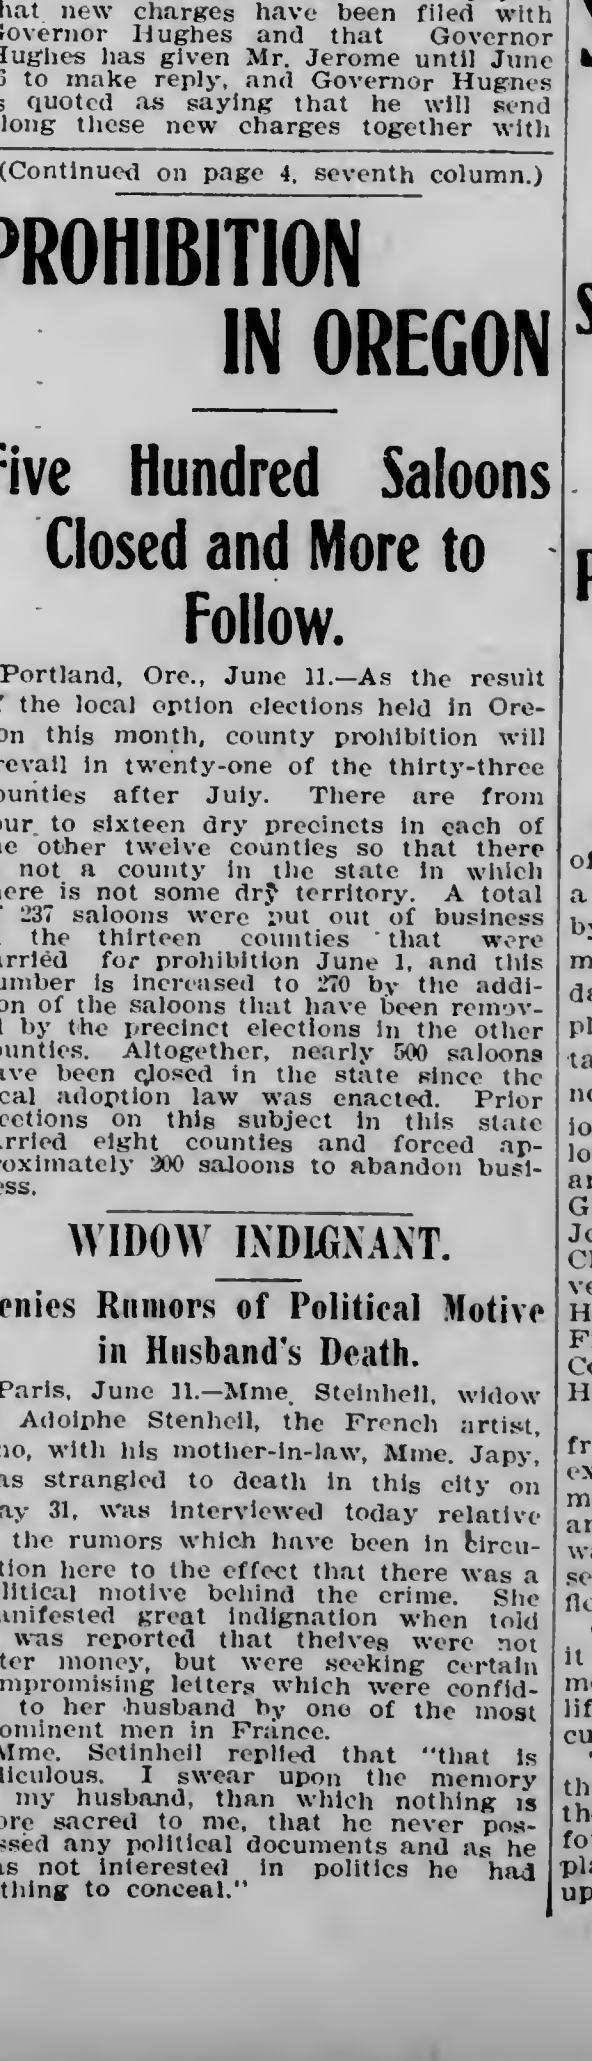 hat new charges have been filed with
Governor Hughes and that Governor
Hughes has given Mr. Jerome until June
to make reply, and Governor Hugnes
s quoted as saying that he will send
long these new charges together with
(Continued on page 4, seventh column.)
PROHIBITION
IN OREGON
Five Hundred Saloons
Closed and More to
Follow.
Portland, Ore., June 11.—As the result
the local option elections held in Ore-
on this month, county prohibition will
revail in twenty-one of the thirty-three
ounties after July. There are from
our to sixteen dry precincts in each of
he other twelve counties so that there
not a county in the state in which
here is not some dry territory. A total
237 saloons were put out of business
the thirteen counties that were
arried for prohibition June 1, and this
umber is increased to 270 by the addi-
on of the saloons that have been remov-
d by the precinct elections in the other
ounties. Altogether, nearly 500 saloons
ave been closed in the state since the
cal adoption law was enacted. Prior
ections on this subject in this state
arried eight counties and forced ap-
roximately 200 saloons to abandon busi-
ess.
WIDOW INDIGNANT.
enies Rumors of Political Motive
in Husband's Death.
Paris, June 11.—Mme. Steinheil, widow
Adolphe Stenheil, the French artist,
ho, with his mother-in-law, Mme. Japy,
as strangled to death in this city on
ay 31, was interviewed today relative
the rumors which have been in circu-
tion here to the effect that there was a
litical motive behind the crime. She
anifested great indignation when told
was reported that theives were not
ter money, but were seeking certain
mpromising letters which were confid-
to her husband by one of the most
ominent men in France.
Mme. Setinheil replied that "that is
diculous. I swear upon the memory
my husband, than which nothing is
ore sacred to me, that he never pos-
ssed any political documents and as he
as not interested in politics he had
thing to conceal."